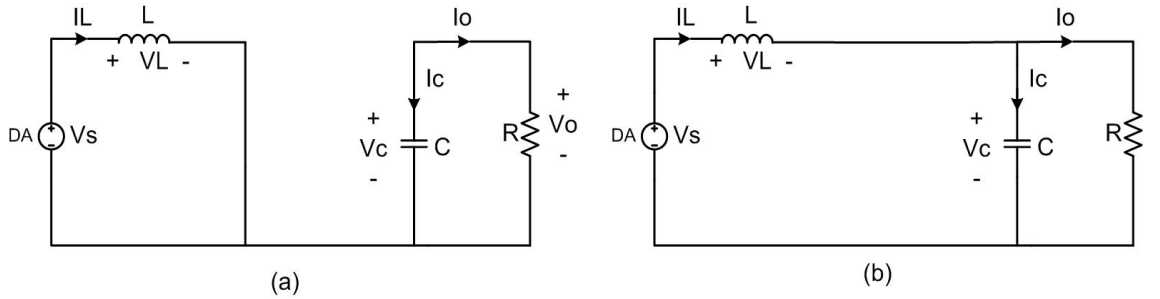 IL L Io
+ VL -
Ic
DA Vs
+
Vc
-
C
R
+
Vo
-
(a)
IL L Io
+ VL -
Ic
DA Vs
+
Vc
-
C
R
(b)